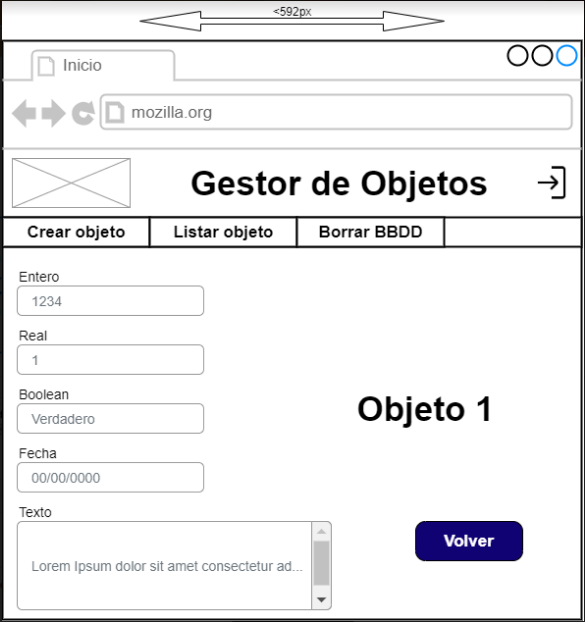 <592px
Inicio
mozilla.org
Gestor de Objetos
Crear objeto
Listar objeto
Borrar BBDD
Entero
1234
Real
1
Boolean
Verdadero
Objeto 1
Fecha
00/00/0000
Texto
Lorem Ipsum dolor sit amet consectetur ad...
Volver